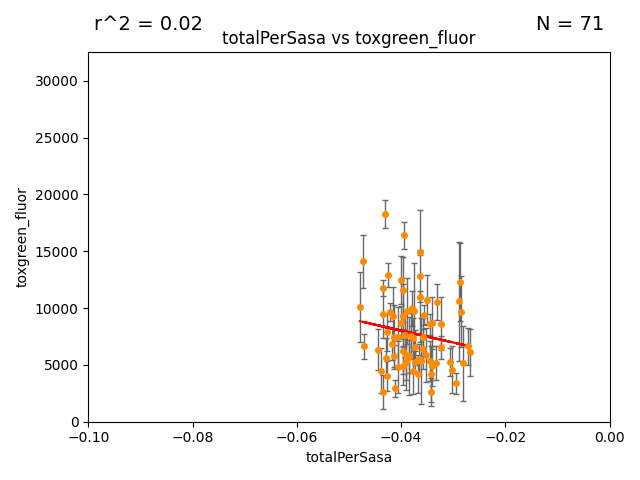 r^2 = 0.02
N = 71
totalPerSasa vs toxgreen_fluor
30000
25000
20000
15000
10000
5000
0
toxgreen_fluor
−0.10
−0.08
−0.06
−0.04
−0.02
0.00
totalPerSasa